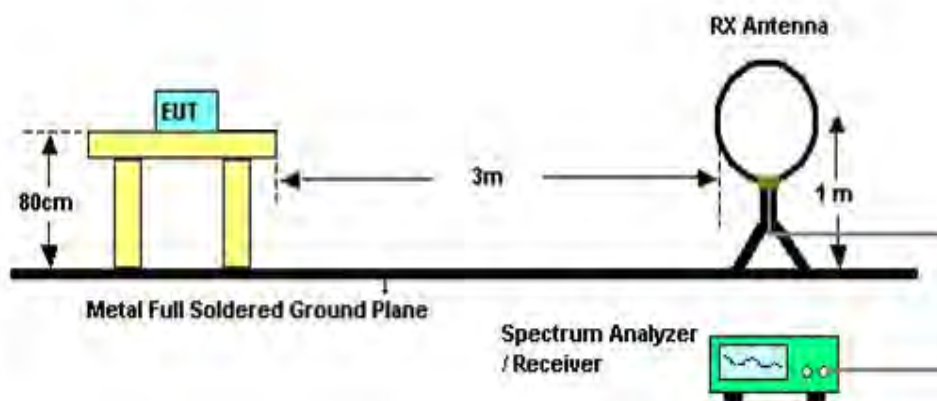 RX Antenna
EUT
80cm
3m
1 m
Metal Full Soldered Ground Plane
Spectrum Analyzer
/ Receiver